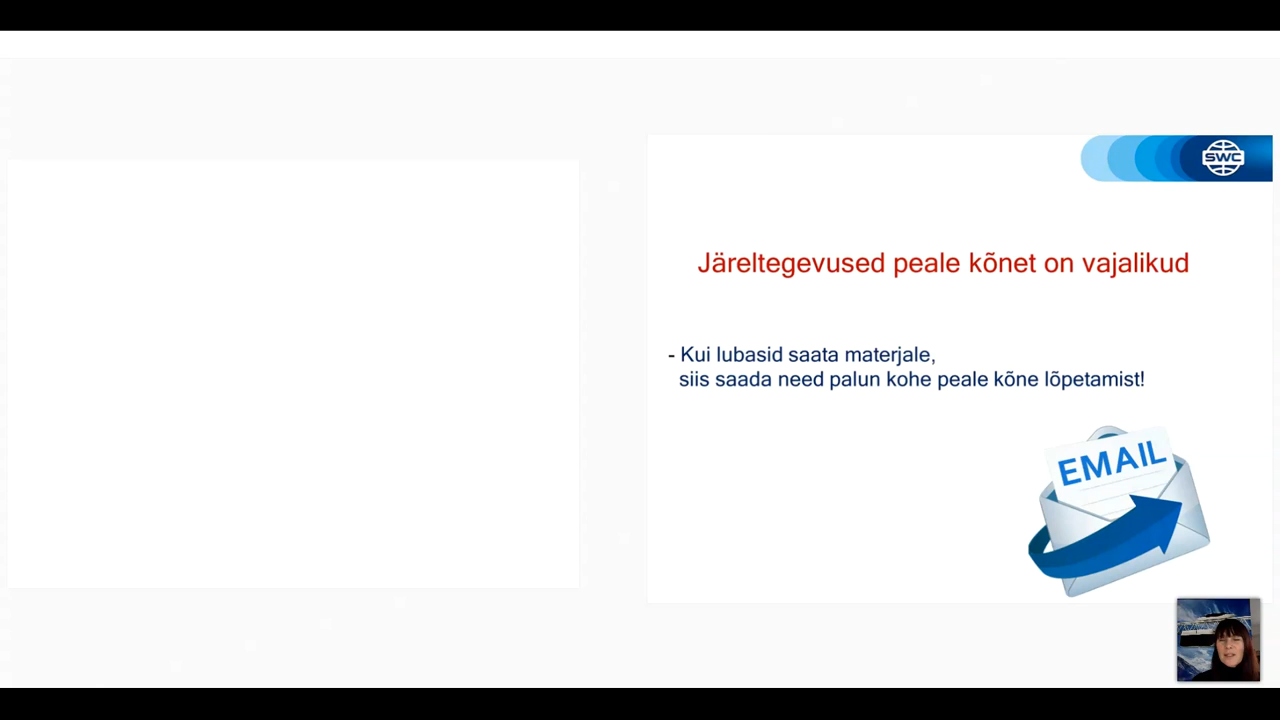 SWC
Järeltegevused peale kõnet on vajalikud
- Kui lubasid saata materjale,
siis saada need palun kohe peale kõne lõpetamist!
EMAIL